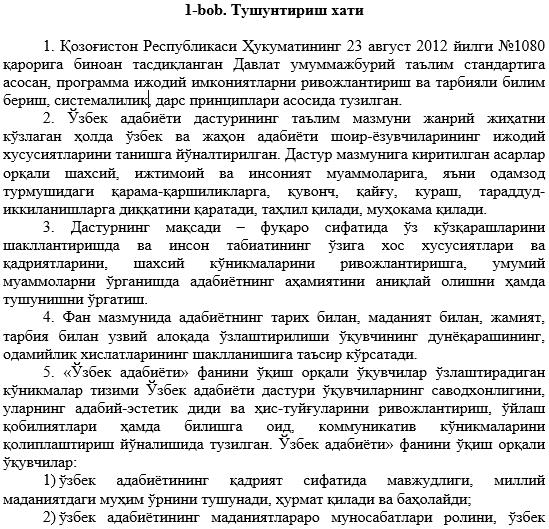 1-bob. Тушунтириш хати
1. Қозоғистон Республикаси Ҳукуматининг 23 август 2012 йилги №1080
қарорига биноан тасдиқланган Давлат умуммажбурий таълим стандартига
асосан, программа ижодий имкониятларни ривожлантириш ва тарбияли билим
бериш, системалилик, дарс принциплари асосида тузилган.
2. Ўзбек адабиёти дастурининг таълим мазмуни жанрий жиҳатни
кўзлаган ҳолда ўзбек ва жаҳон адабиёти шоир-ёзувчиларининг ижодий
хусусиятларини танишга йўналтирилган. Дастур мазмунига киритилган асарлар
орқали шахсий, ижтимоий ва инсоният муаммоларига, яъни одамзод
турмушидаги қарама-қаршиликларга, қувонч, қайғу, кураш, тараддуд-
иккиланишларга диққатини қаратади, таҳлил қилади, муҳокама қилади.
3. Дастурнинг мақсади – фуқаро сифатида ўз кўзқарашларини
шакллантиришда ва инсон табиатининг ўзига хос хусусиятлари ва
қадриятларини, шахсий кўникмаларини ривожлантиришга, умумий
муаммоларни ўрганишда адабиётнинг аҳамиятини аниқлай олишни ҳамда
тушунишни ўргатиш.
4. Фан мазмунида адабиётнинг тарих билан, маданият билан, жамият,
тарбия билан узвий алоқада ўзлаштирилиши ўқувчининг дунёқарашининг,
одамийлик хислатларининг шаклланишига таъсир кўрсатади.
5. «Ўзбек адабиёти» фанини ўқиш орқали ўқувчилар ўзлаштирадиган
кўникмалар тизими Ўзбек адабиёти дастури ўқувчиларнинг саводхонлигини,
уларнинг адабий-эстетик диди ва ҳис-туйғуларини ривожлантириш, ўйлаш
қобилиятлари ҳамда билишга оид, коммуникатив кўникмаларини
қолиплаштириш йўналишида тузилган. Ўзбек адабиёти» фанини ўқиш орқали
ўқувчилар:
1) ўзбек адабиётининг қадрият сифатида мавжудлиги, миллий
маданиятдаги муҳим ўрнини тушунади, ҳурмат қилади ва баҳолайди;
2) ўзбек адабиётининг маданиятлараро муносабатлари ролини, ўзбек